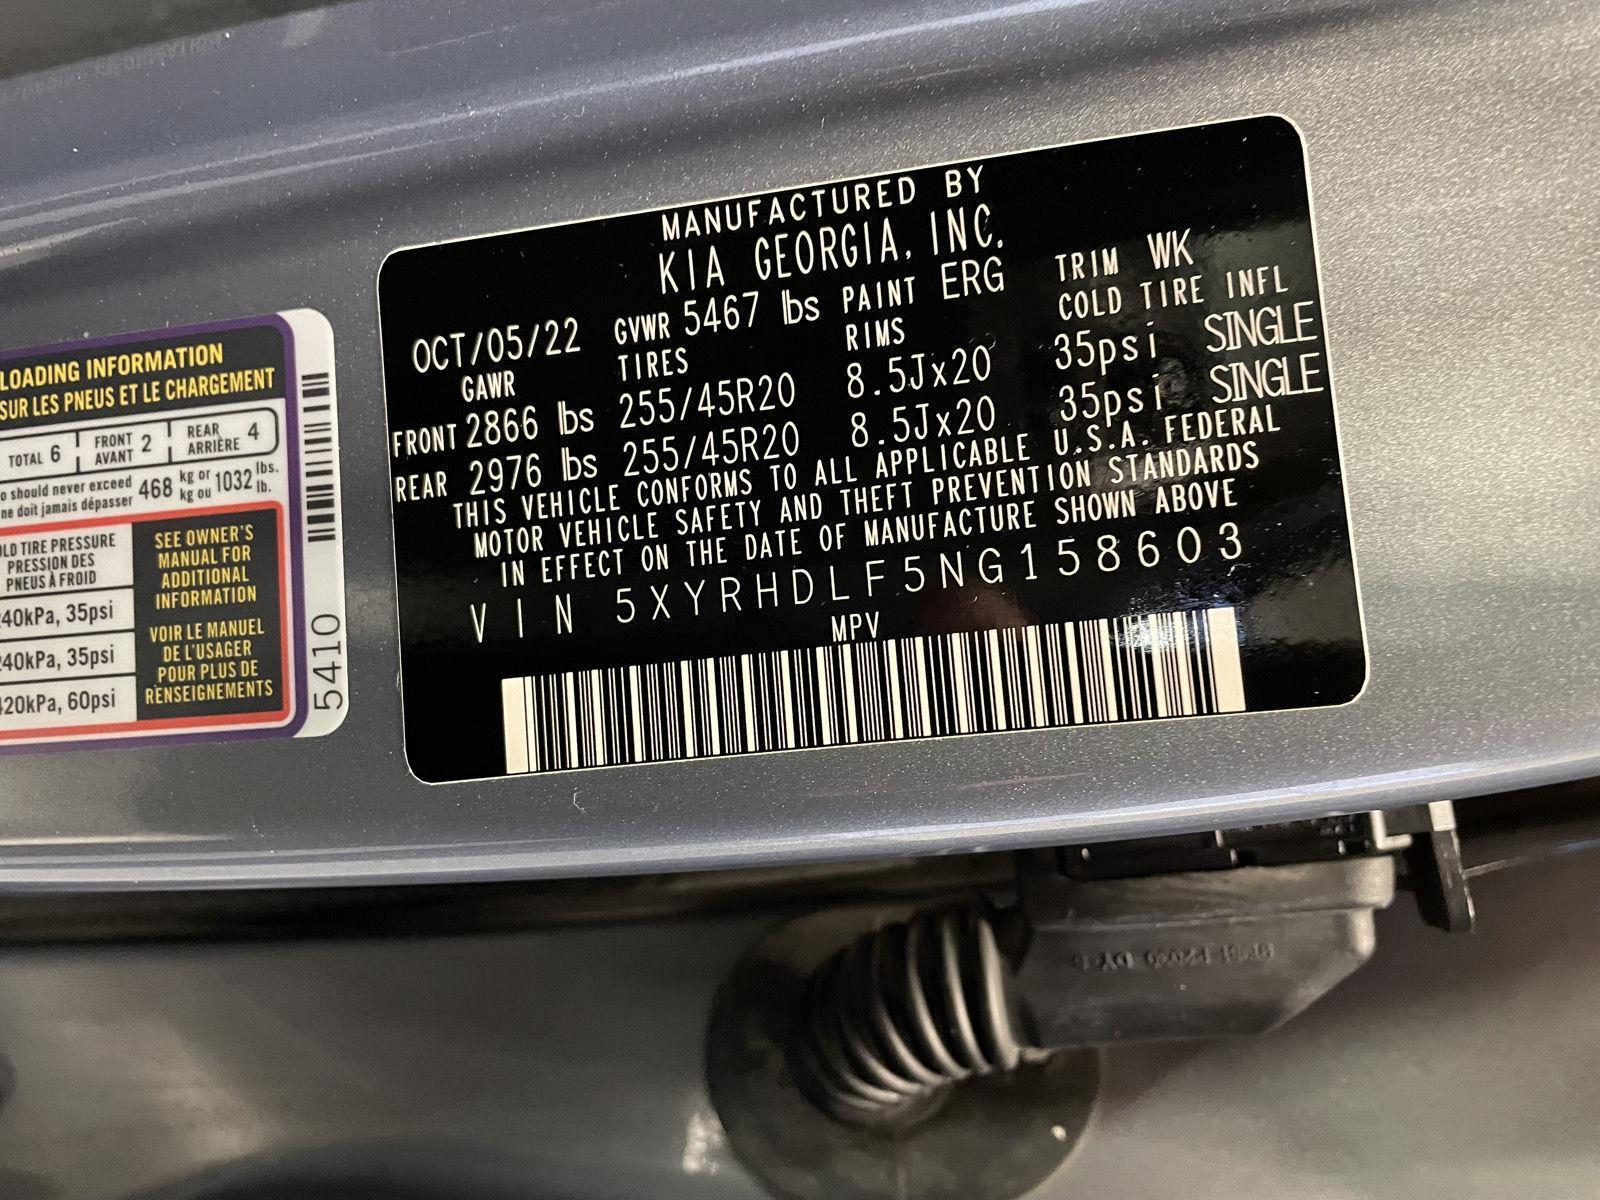 LOADING INFORMATION
SUR LES PNEUS ET LE CHARGEMENT
TOTAL 6 FRONT AVANT 2 REAR ARRIÈRE 4
should never exceed 468 kg or 1032 lbs.
ne doit jamais dépasser kg ou lb.
TIRE PRESSURE
PRESSION DES
PNEUS À FROID
240kPa, 35psi
240kPa, 35psi
420kPa, 60psi
SEE OWNER'S
MANUAL FOR
ADDITIONAL
INFORMATION
VOIR LE MANUEL
DE L'USAGER
POUR PLUS DE
RENSEIGNEMENTS
5410
MANUFACTURED BY
KIA GEORGIA, INC.
OCT/05/22 GVWR 5467 lbs PAINT ERG TRIM WK
GAWR TIRES RIMS COLD TIRE INFL
FRONT 2866 lbs 255/45R20 8.5Jx20 35psi SINGLE
REAR 2976 lbs 255/45R20 8.5Jx20 35psi SINGLE
THIS VEHICLE CONFORMS TO ALL APPLICABLE U.S.A. FEDERAL
MOTOR VEHICLE SAFETY AND THEFT PREVENTION STANDARDS
IN EFFECT ON THE DATE OF MANUFACTURE SHOWN ABOVE
VIN 5XYRHDLF5NG158603
MPV